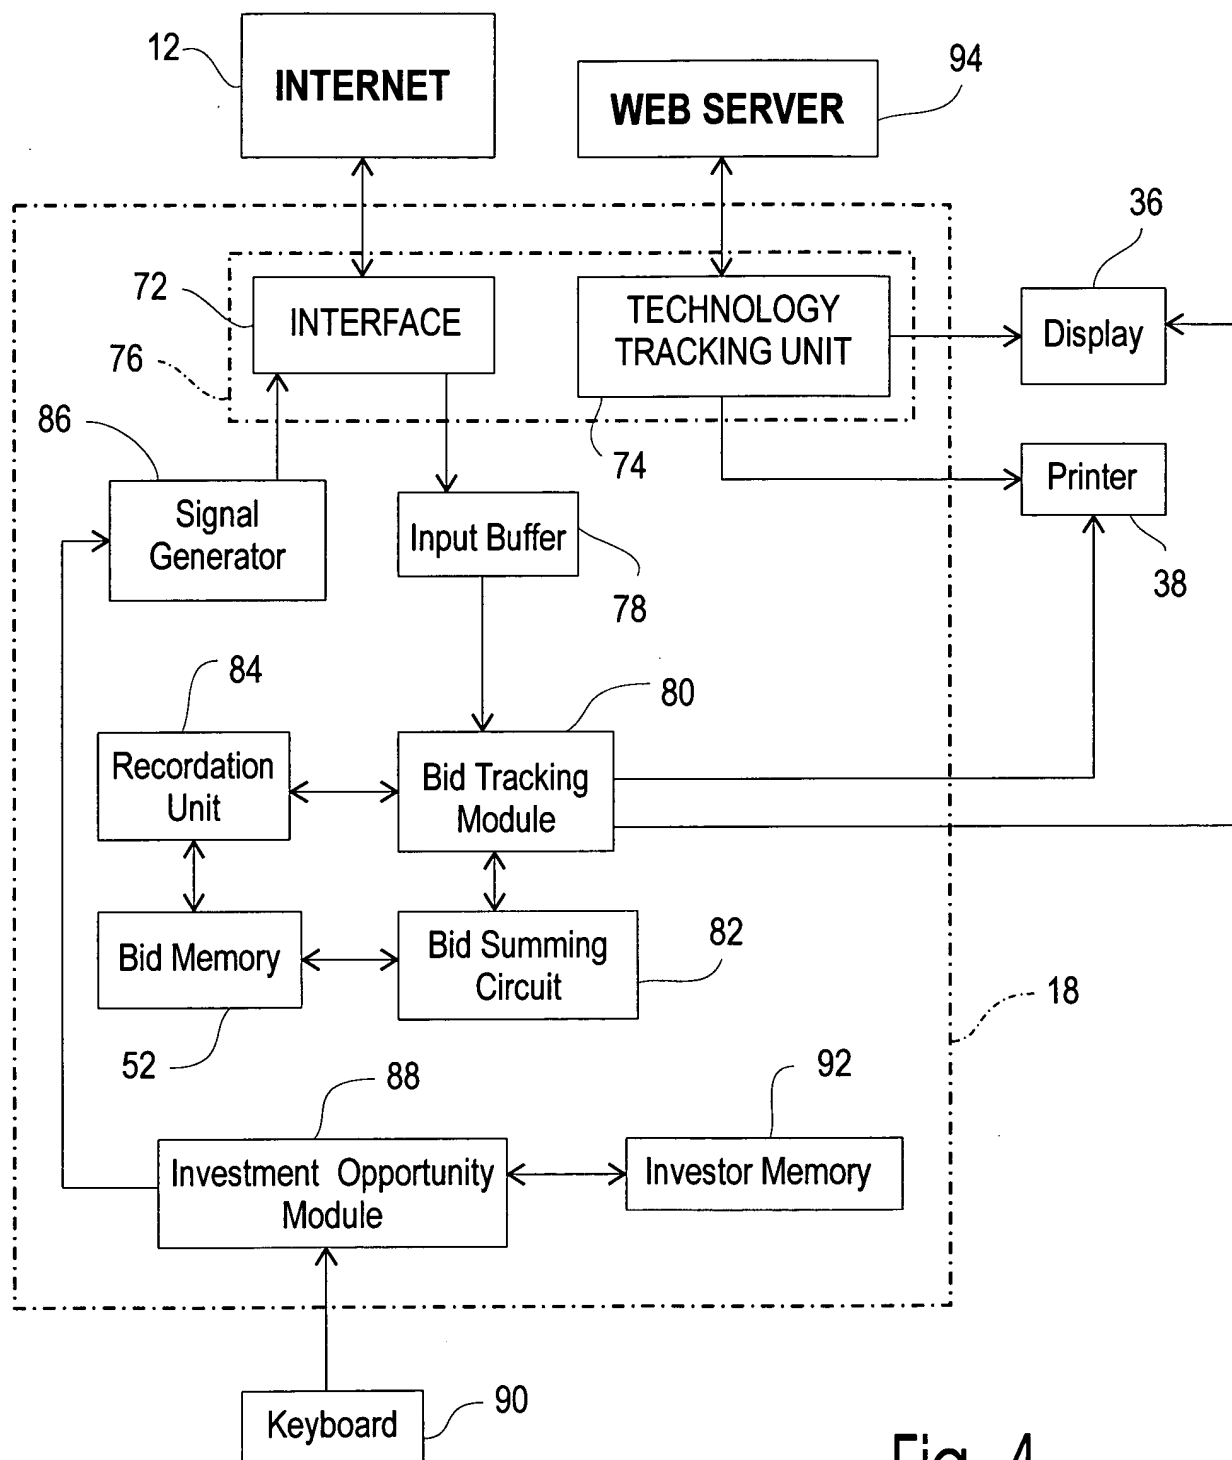 12
INTERNET
WEB SERVER
94
36
72
INTERFACE
TECHNOLOGY
TRACKING UNIT
Display
76
86
74
Printer
Signal
Generator
Input Buffer
78
38
84
80
Recordation
Unit
Bid Tracking
Module
Bid Memory
Bid Summing
Circuit
82
18
52
88
92
Investment Opportunity
Module
Investor Memory
Keyboard
90
Fig. 4